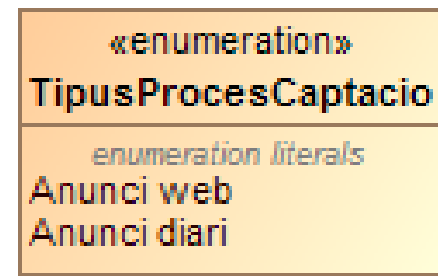 «enumeration»
TipusProcesCaptacio
enumeration literals
Anunci web
Anunci diari